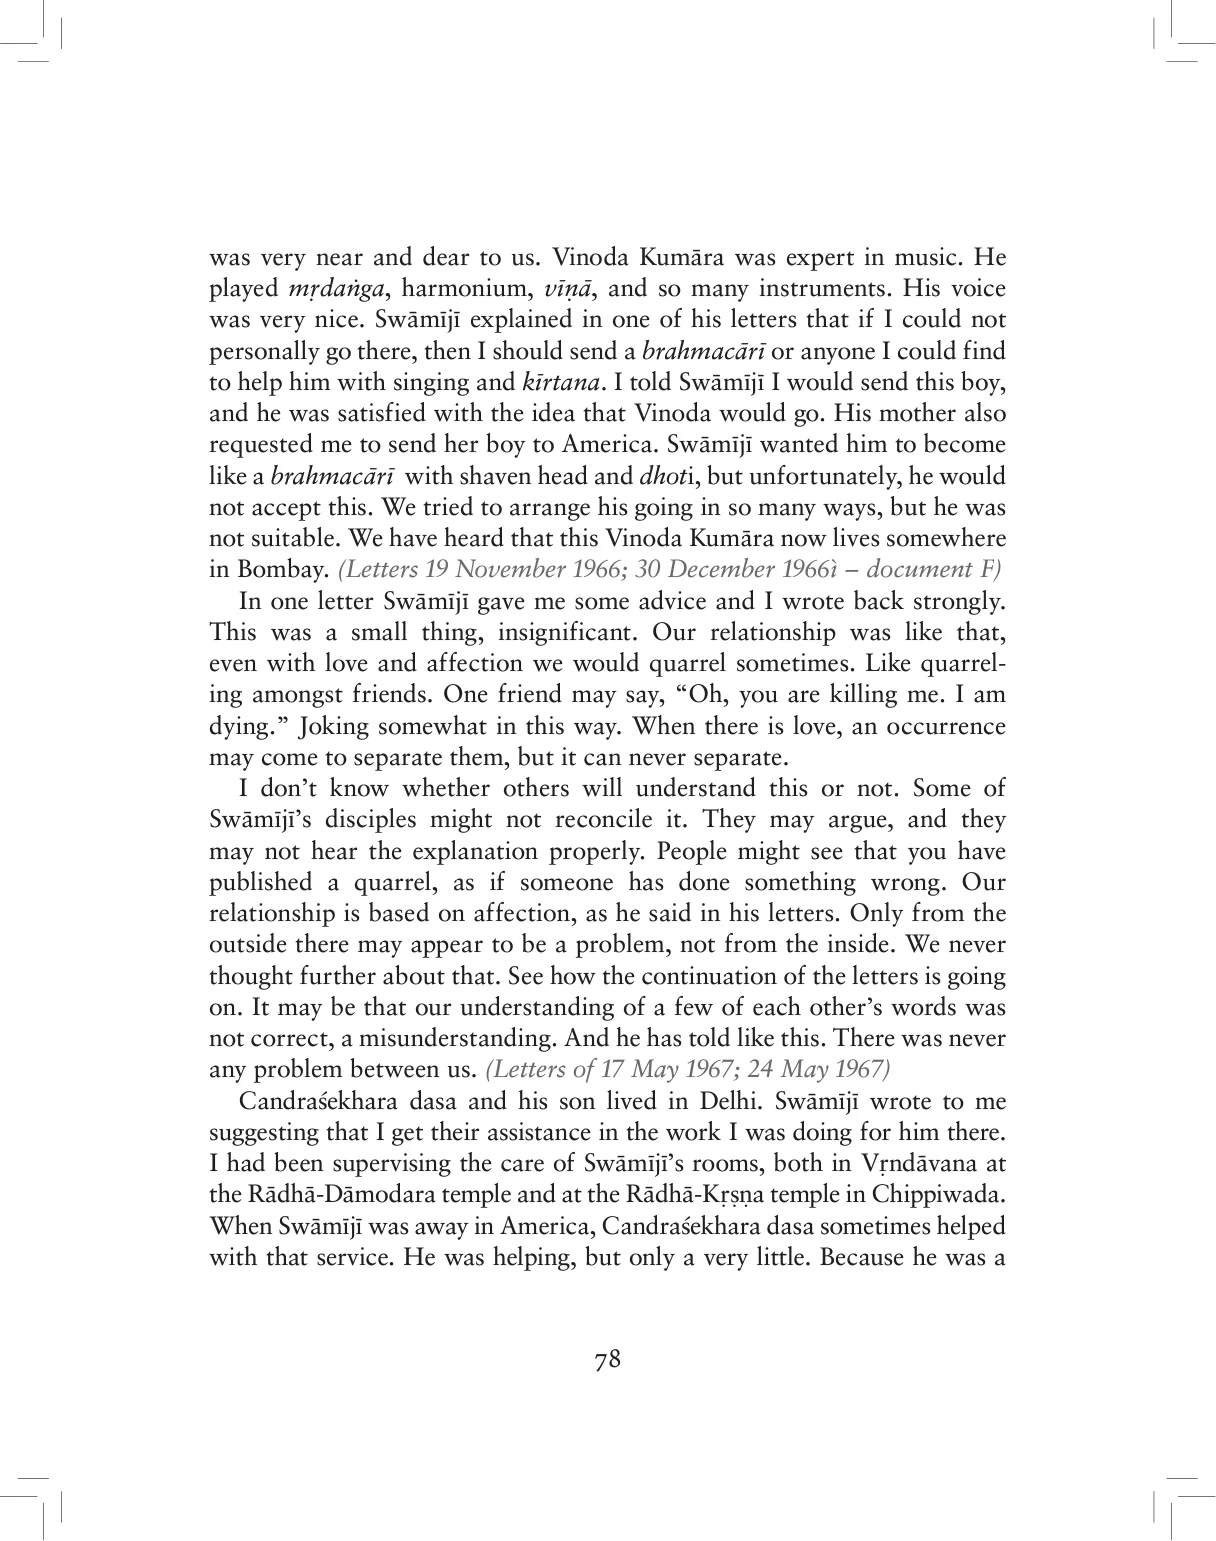 was very near and dear to us. Vinoda Kumāra was expert in music. He
played mṛdaṅga, harmonium, vīṇā, and so many instruments. His voice
was very nice. Swāmījī explained in one of his letters that if I could not
personally go there, then I should send a brahmacārī or anyone I could find
to help him with singing and kīrtana. I told Swāmījī I would send this boy,
and he was satisfied with the idea that Vinoda would go. His mother also
requested me to send her boy to America. Swāmījī wanted him to become
like a brahmacārī with shaven head and dhoti, but unfortunately, he would
not accept this. We tried to arrange his going in so many ways, but he was
not suitable. We have heard that this Vinoda Kumāra now lives somewhere
in Bombay. (Letters 19 November 1966; 30 December 1966ì – document F)
In one letter Swāmījī gave me some advice and I wrote back strongly.
This was a small thing, insignificant. Our relationship was like that,
even with love and affection we would quarrel sometimes. Like quarrel-
ing amongst friends. One friend may say, “Oh, you are killing me. I am
dying.” Joking somewhat in this way. When there is love, an occurrence
may come to separate them, but it can never separate.
I don’t know whether others will understand this or not. Some of
Swāmījī’s disciples might not reconcile it. They may argue, and they
may not hear the explanation properly. People might see that you have
published a quarrel, as if someone has done something wrong. Our
relationship is based on affection, as he said in his letters. Only from the
outside there may appear to be a problem, not from the inside. We never
thought further about that. See how the continuation of the letters is going
on. It may be that our understanding of a few of each other’s words was
not correct, a misunderstanding. And he has told like this. There was never
any problem between us. (Letters of 17 May 1967; 24 May 1967)
Candraśekhara dasa and his son lived in Delhi. Swāmījī wrote to me
suggesting that I get their assistance in the work I was doing for him there.
I had been supervising the care of Swāmījī’s rooms, both in Vṛndāvana at
the Rādhā-Dāmodara temple and at the Rādhā-Kṛṣṇa temple in Chippiwada.
When Swāmījī was away in America, Candraśekhara dasa sometimes helped
with that service. He was helping, but only a very little. Because he was a
78